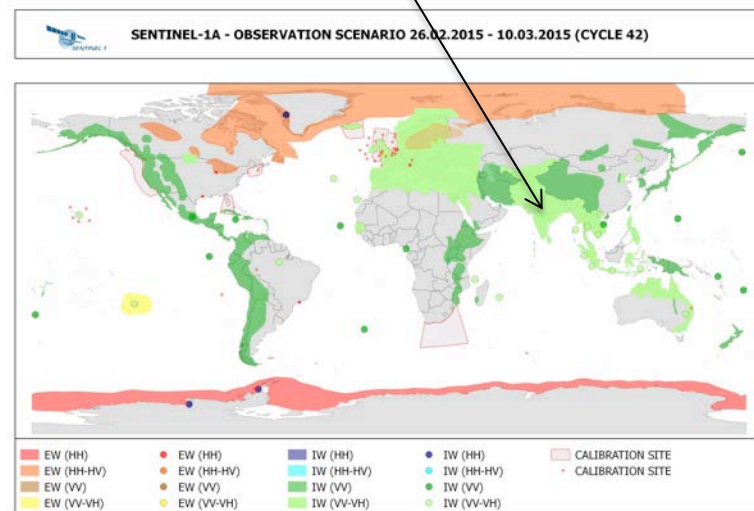 SENTINEL-1
SENTINEL-1A - OBSERVATION SCENARIO 26.02.2015 - 10.03.2015 (CYCLE 42)
EW (HH) EW (HH) IW (HH) IW (HH) CALIBRATION SITE
EW (HH-HV) EW (HH-HV) IW (HH-HV) IW (HH-HV) CALIBRATION SITE
EW (VV) EW (VV) IW (VV) IW (VV)
EW (VV-VH) EW (VV-VH) IW (VV-VH) IW (VV-VH)